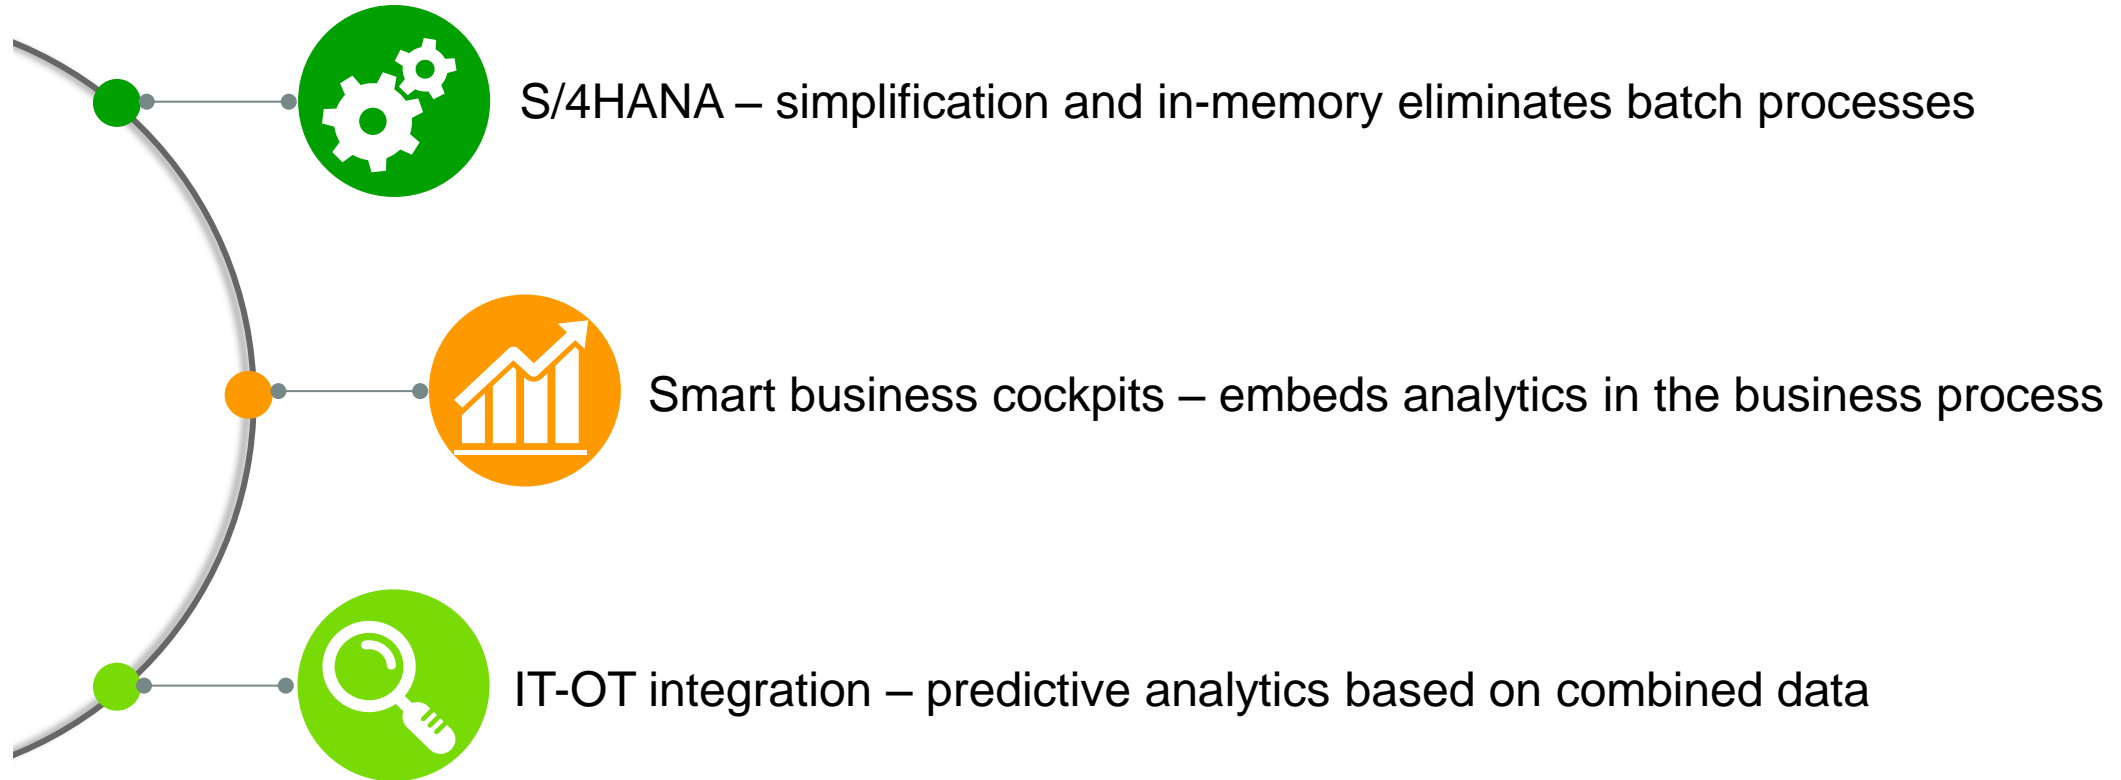 S/4HANA – simplification and in-memory eliminates batch processes
Smart business cockpits – embeds analytics in the business process
IT-OT integration – predictive analytics based on combined data